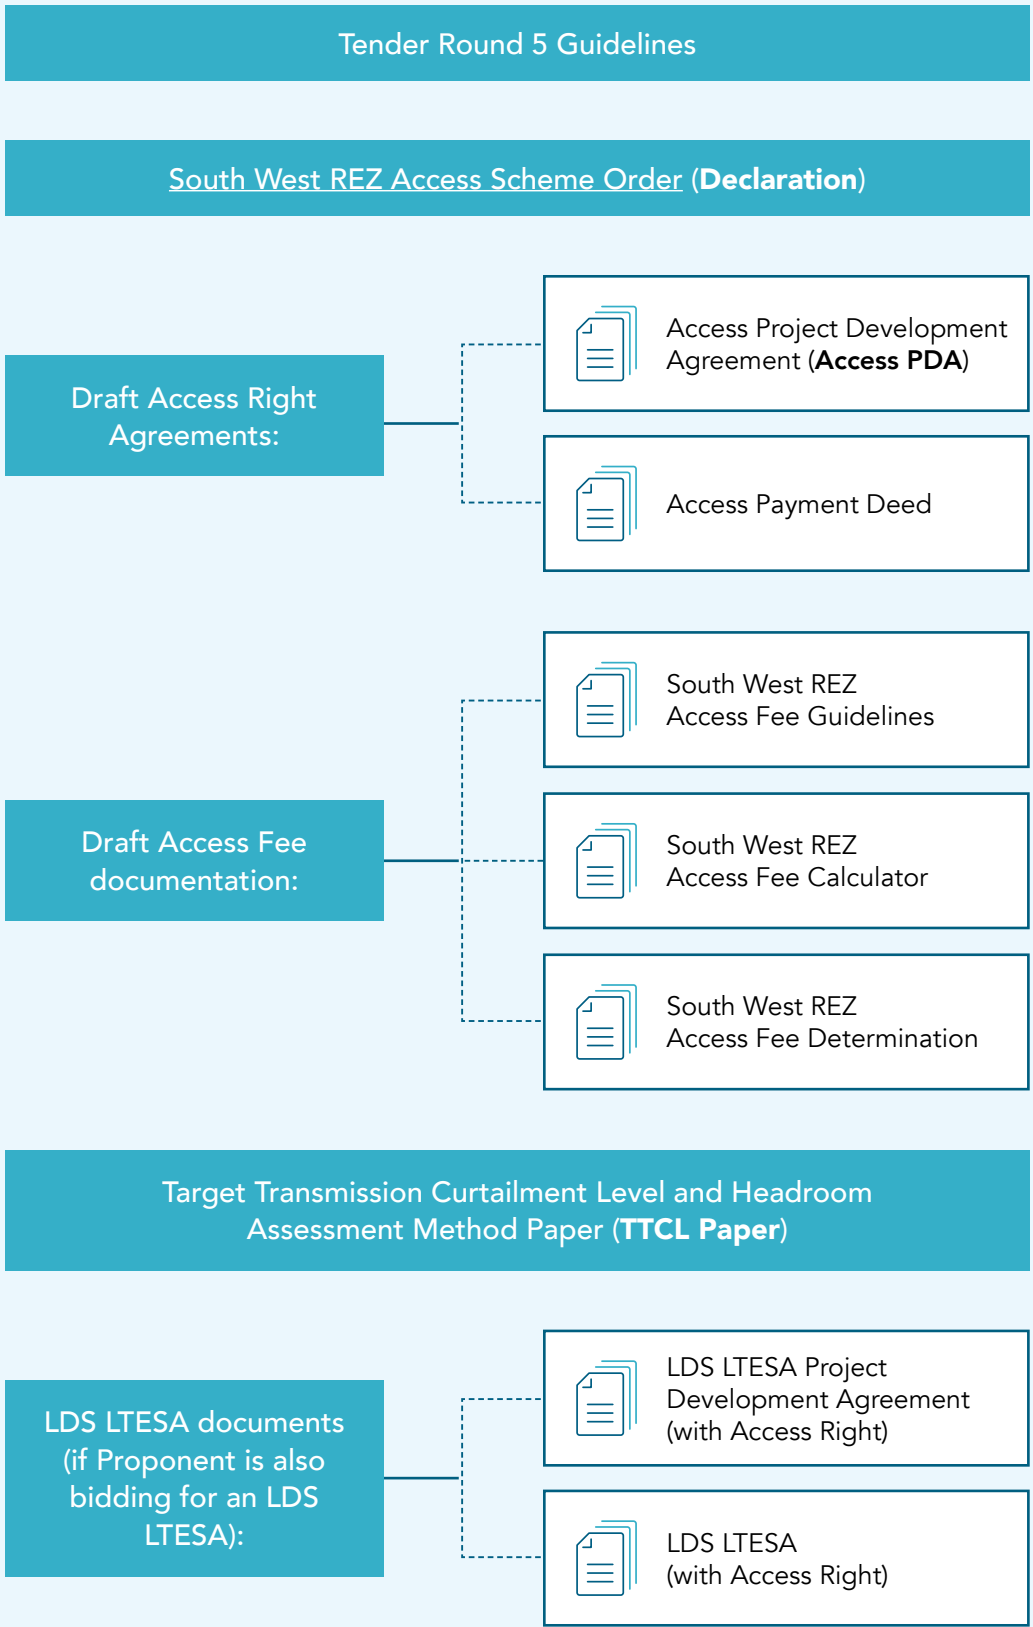 Tender Round 5 Guidelines
South West REZ Access Scheme Order (Declaration)
Draft Access Right
Agreements:
Access Project Development
Agreement (Access PDA)
Access Payment Deed
Draft Access Fee
documentation:
South West REZ
Access Fee Guidelines
South West REZ
Access Fee Calculator
South West REZ
Access Fee Determination
Target Transmission Curtailment Level and Headroom
Assessment Method Paper (TTCL Paper)
LDS LTESA documents
(if Proponent is also
bidding for an LDS
LTESA):
LDS LTESA Project
Development Agreement
(with Access Right)
LDS LTESA
(with Access Right)